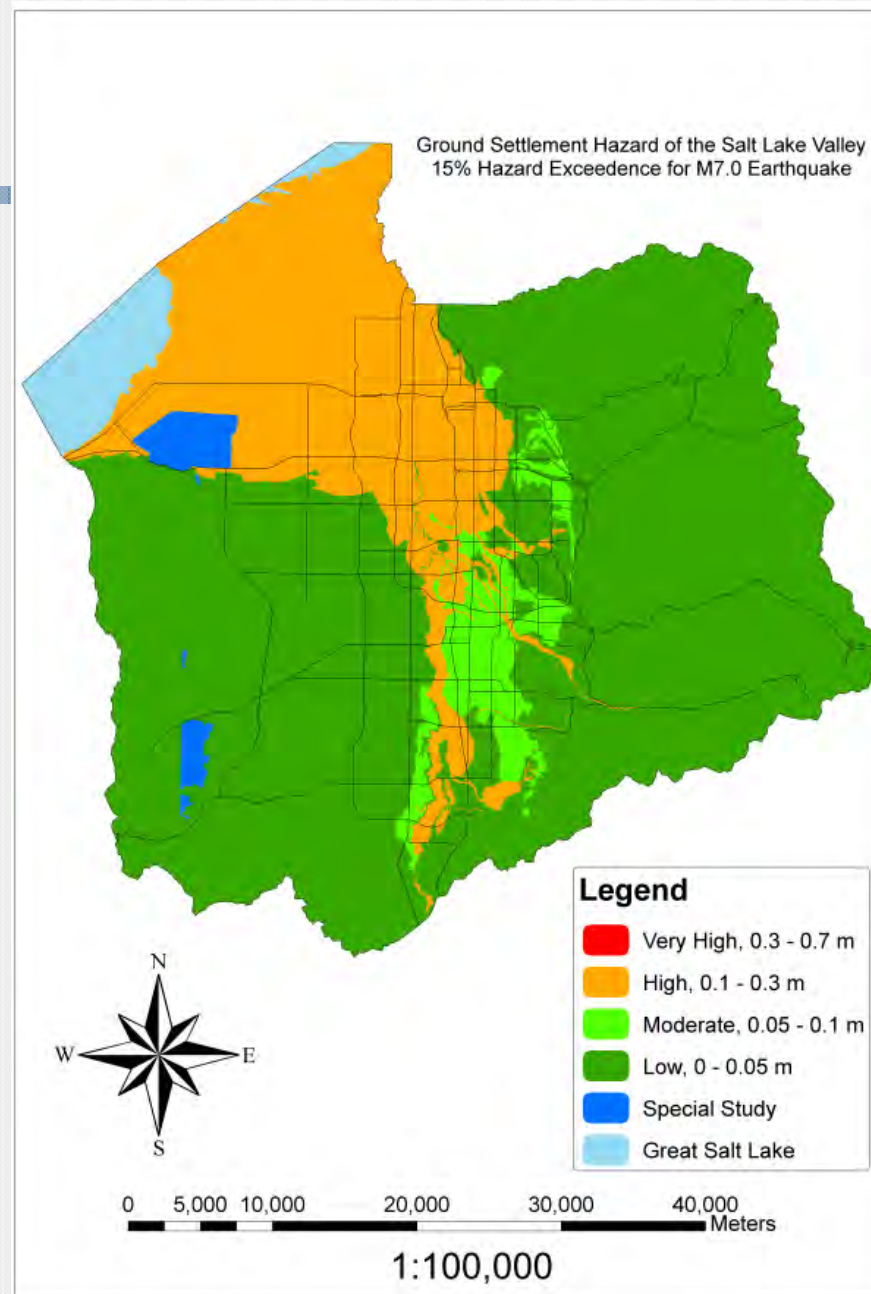 Ground Settlement Hazard of the Salt Lake Valley
15% Hazard Exceedence for M7.0 Earthquake
Legend
Very High, 0.3 - 0.7 m
High, 0.1 - 0.3 m
Moderate, 0.05 - 0.1 m
Low, 0 - 0.05 m
Special Study
Great Salt Lake
N
W E
S
0 5,000 10,000 20,000 30,000 40,000
Meters
1:100,000